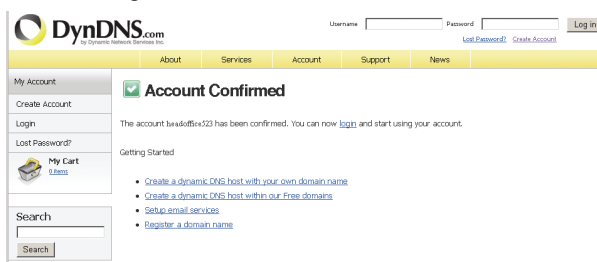 DynDNS.com
by Dynamic Network Services Inc.
Username
Password
Log in
Lost Password?
Create Account
About
Services
Account
Support
News
My Account
Create Account
Login
Lost Password?
My Cart
0 items
Search
Search
Account Confirmed
The account headoffice523 has been confirmed. You can now login and start using your account.
Getting Started
Create a dynamic DNS host with your own domain name
Create a dynamic DNS host within our Free domains
Setup email services
Register a domain name